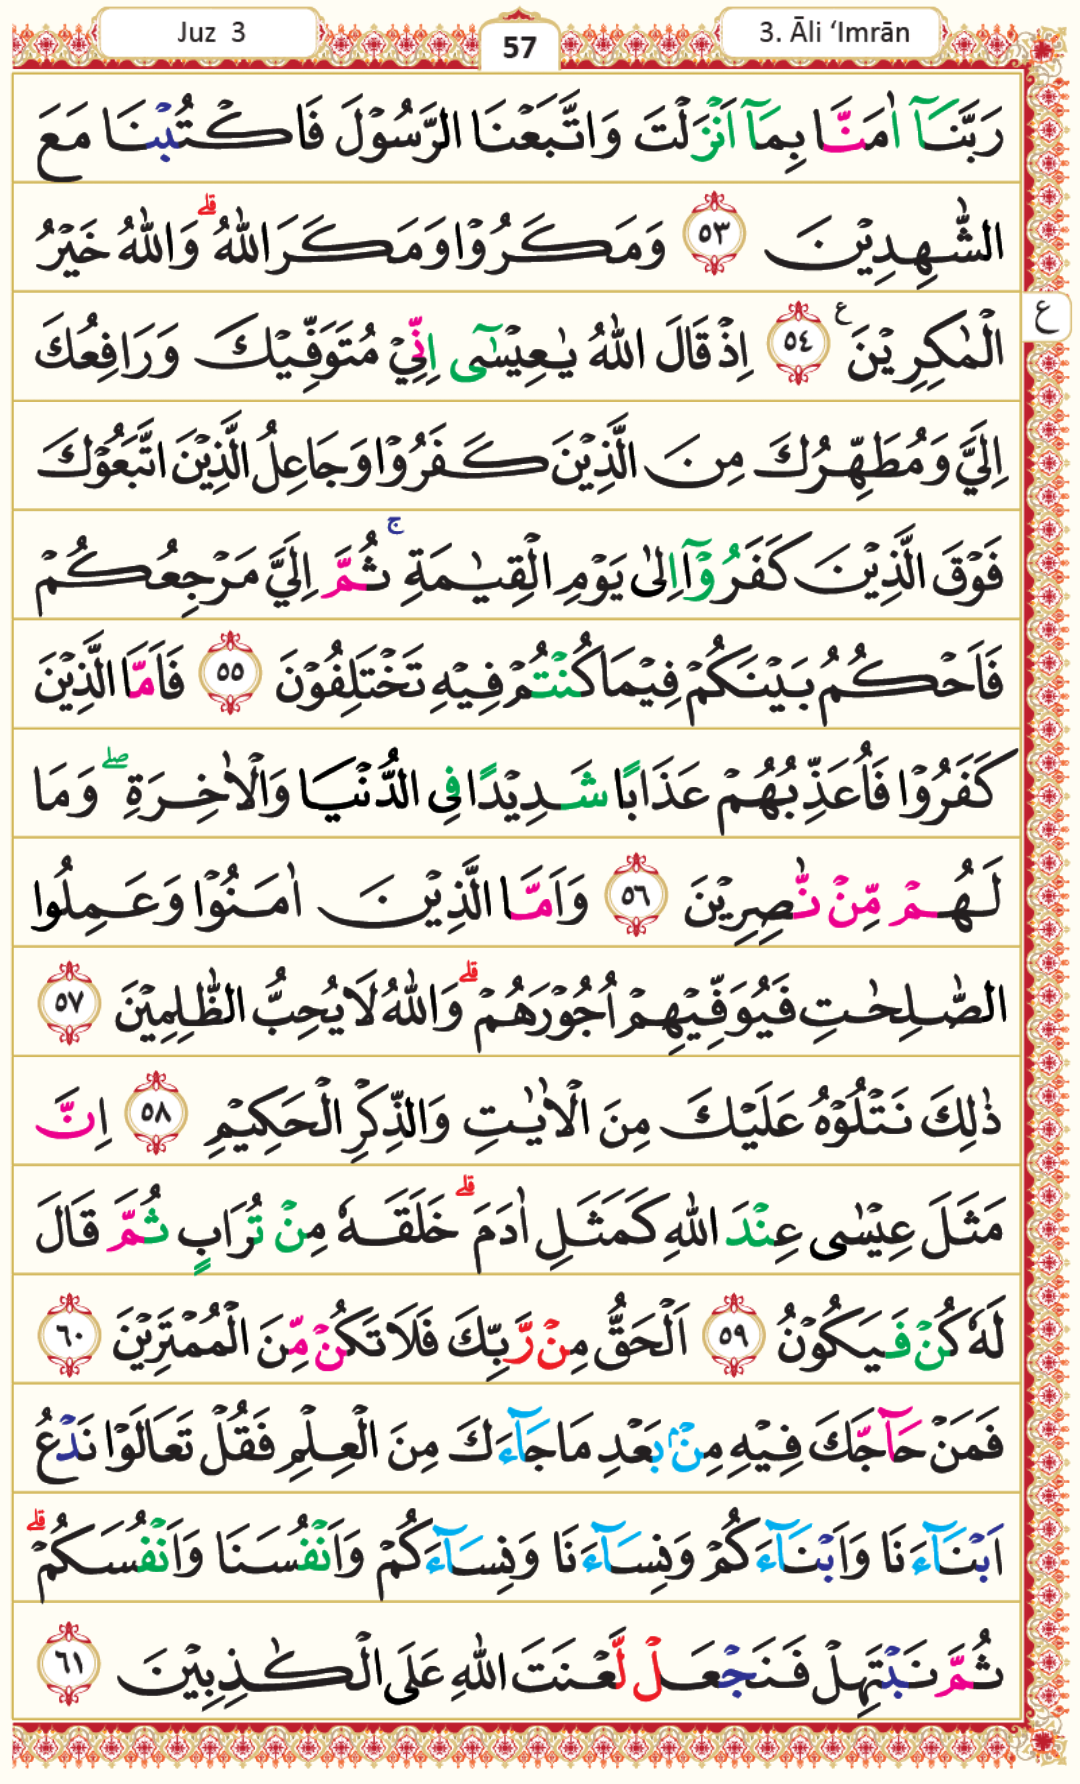 Juz 3
57
3. Āli ‘Imrān
رَبَّنَآ اٰمَنَّا بِمَآ اَنْزَلْتَ وَاتَّبَعْنَا الرَّسُوْلَ فَاكْتُبْنَا مَعَ
الشّٰهِدِيْنَ ٥٣ وَمَكَرُوْا وَمَكَرَ اللّٰهُ ۗ وَاللّٰهُ خَيْرُ
الْمٰكِرِيْنَ ع ٥٤ اِذْ قَالَ اللّٰهُ يٰعِيْسٰٓى اِنِّيْ مُتَوَفِّيْكَ وَرَافِعُكَ
ع
اِلَيَّ وَمُطَهِّرُكَ مِنَ الَّذِيْنَ كَفَرُوْا وَجَاعِلُ الَّذِيْنَ اتَّبَعُوْكَ
فَوْقَ الَّذِيْنَ كَفَرُوْٓا اِلٰى يَوْمِ الْقِيٰمَةِ ۚ ثُمَّ اِلَيَّ مَرْجِعُكُمْ
فَاَحْكُمُ بَيْنَكُمْ فِيْمَا كُنْتُمْ فِيْهِ تَخْتَلِفُوْنَ ٥٥ فَاَمَّا الَّذِيْنَ
كَفَرُوْا فَاُعَذِّبُهُمْ عَذَابًا شَدِيْدًا فِى الدُّنْيَا وَالْاٰخِرَةِ ۖ وَمَا
لَهُمْ مِّنْ نّٰصِرِيْنَ ٥٦ وَاَمَّا الَّذِيْنَ اٰمَنُوْا وَعَمِلُوا
الصّٰلِحٰتِ فَيُوَفِّيْهِمْ اُجُوْرَهُمْ ۗ وَاللّٰهُ لَا يُحِبُّ الظّٰلِمِيْنَ ٥٧
ذٰلِكَ نَتْلُوْهُ عَلَيْكَ مِنَ الْاٰيٰتِ وَالذِّكْرِ الْحَكِيْمِ ٥٨ اِنَّ
مَثَلَ عِيْسٰى عِنْدَ اللّٰهِ كَمَثَلِ اٰدَمَ ۗ خَلَقَهٗ مِنْ تُرَابٍ ثُمَّ قَالَ
لَهٗ كُنْ فَيَكُوْنُ ٥٩ اَلْحَقُّ مِنْ رَّبِّكَ فَلَا تَكُنْ مِّنَ الْمُمْتَرِيْنَ ٦٠
فَمَنْ حَآجَّكَ فِيْهِ مِنْۢ بَعْدِ مَا جَآءَكَ مِنَ الْعِلْمِ فَقُلْ تَعَالَوْا نَدْعُ
اَبْنَآءَنَا وَاَبْنَآءَكُمْ وَنِسَآءَنَا وَنِسَآءَكُمْ وَاَنْفُسَنَا وَاَنْفُسَكُمْ ۗ
ثُمَّ نَبْتَهِلْ فَنَجْعَلْ لَّعْنَتَ اللّٰهِ عَلَى الْكٰذِبِيْنَ ٦١